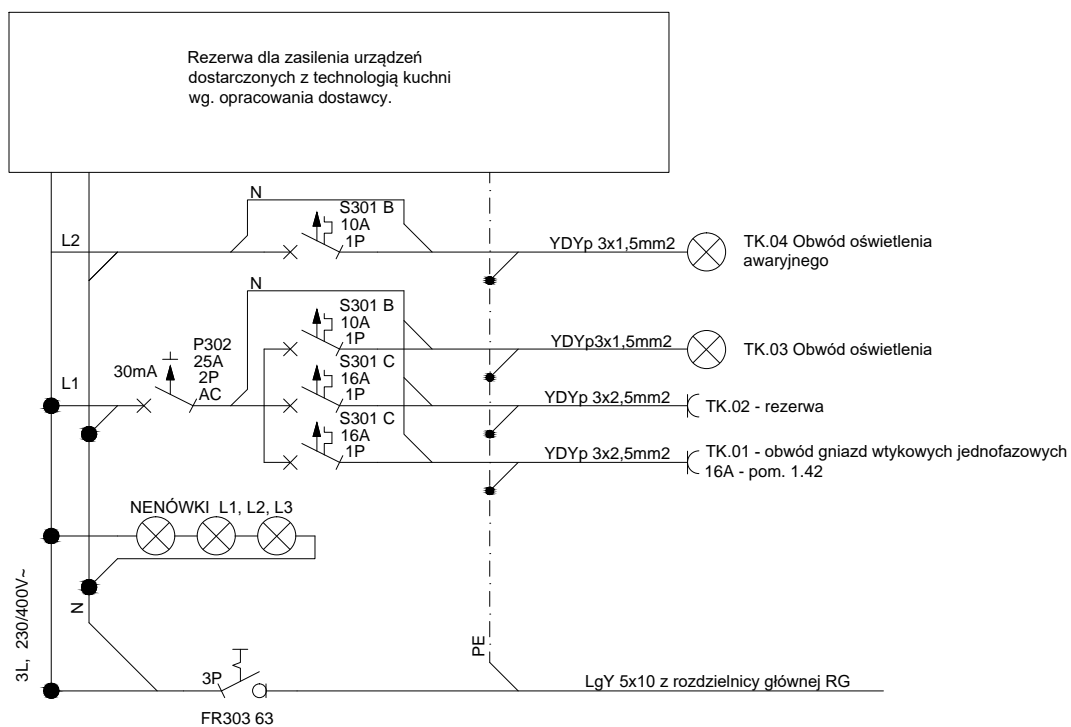 Rezerwa dla zasilenia urządzeń
dostarczonych z technologią kuchni
wg. opracowania dostawcy.
N
S301 B
10A
1P
L2
YDYp 3x1,5mm2
TK.04 Obwód oświetlenia
awaryjnego
N
S301 B
10A
1P
YDYp3x1,5mm2
TK.03 Obwód oświetlenia
P302
25A
2P
AC
30mA
L1
S301 C
16A
1P
YDYp 3x2,5mm2
TK.02 - rezerwa
S301 C
16A
1P
YDYp 3x2,5mm2
TK.01 - obwód gniazd wtykowych jednofazowych
16A - pom. 1.42
NENÓWKI L1, L2, L3
3L, 230/400V~
N
PE
3P
FR303 63
LgY 5x10 z rozdzielnicy głównej RG